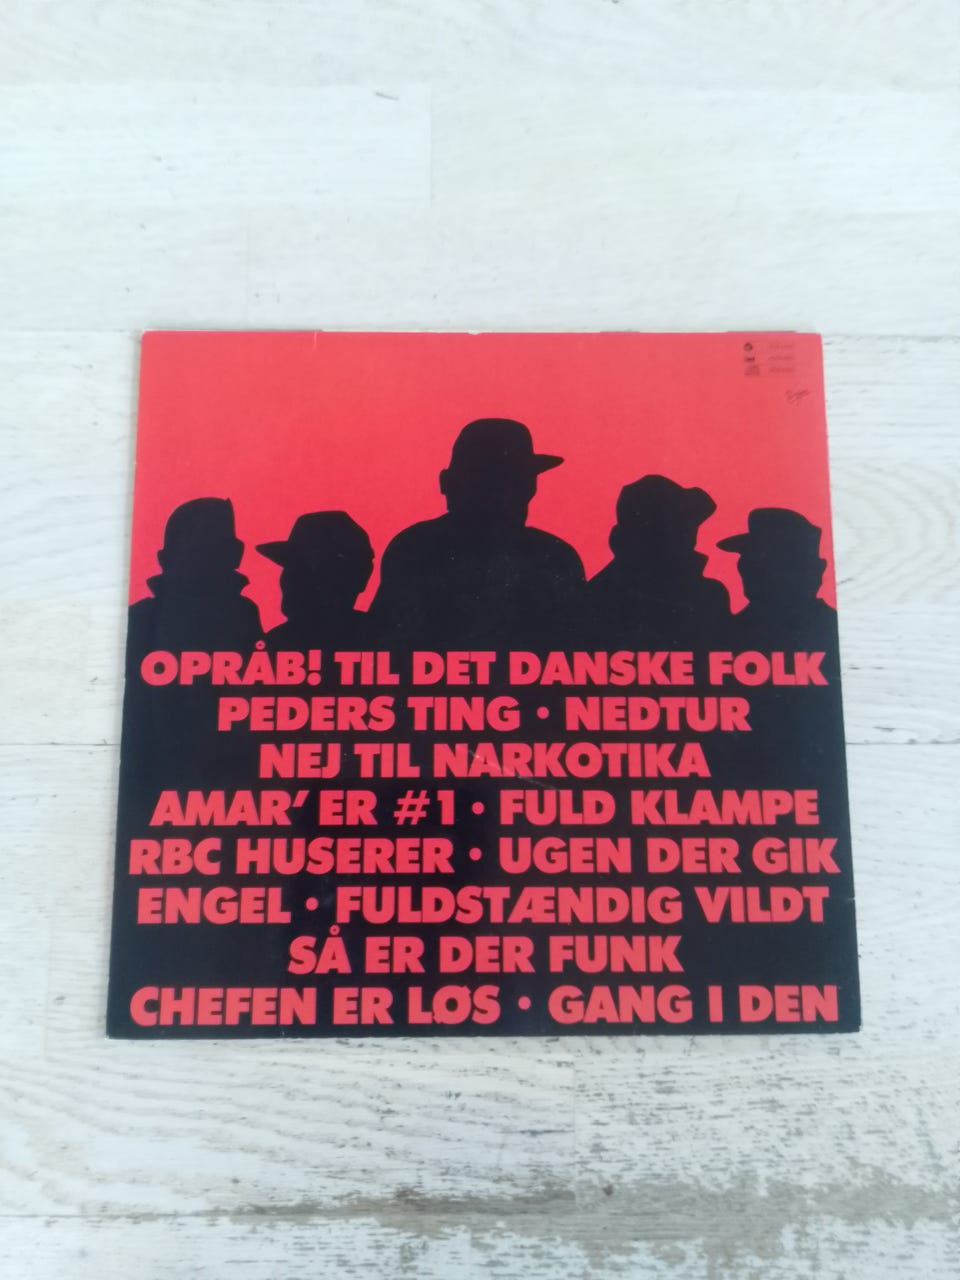 OPRÅB! TIL DET DANSKE FOLK
PEDERS TING • NEDTUR
NEJ TIL NARKOTIKA
AMAR' ER #1 • FULD KLAMPE
RBC HUSERER • UGEN DER GIK
ENGEL • FULDSTÆNDIG VILDT
SÅ ER DER FUNK
CHEFEN ER LØS • GANG I DEN